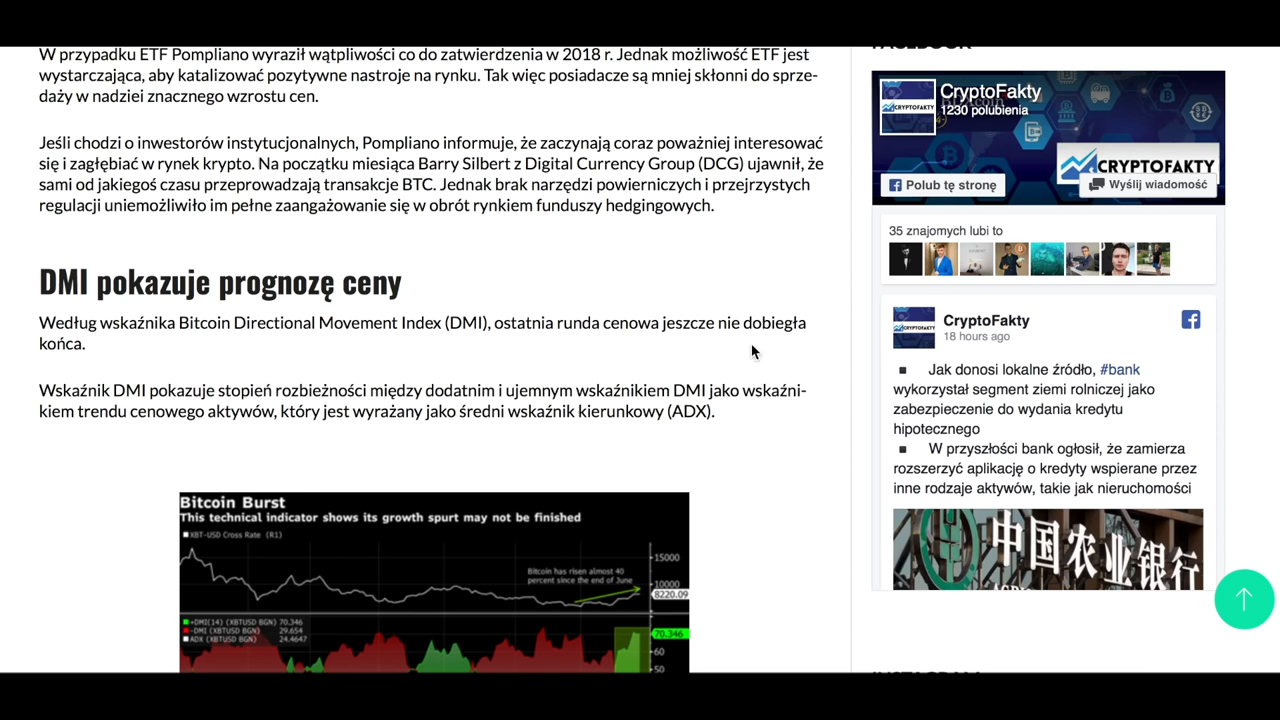 W przypadku ETF Pompliano wyraził wątpliwości co do zatwierdzenia w 2018 r. Jednak możliwość ETF jest
wystarczająca, aby katalizować pozytywne nastroje na rynku. Tak więc posiadacze są mniej skłonni do sprze-
daży w nadziei znacznego wzrostu cen.
Jeśli chodzi o inwestorów instytucjonalnych, Pompliano informuje, że zaczynają coraz poważniej interesować
się i zagłębiać w rynek krypto. Na początku miesiąca Barry Silbert z Digital Currency Group (DCG) ujawnił, że
sami od jakiegoś czasu przeprowadzają transakcje BTC. Jednak brak narzędzi powierniczych i przejrzystych
regulacji uniemożliwiło im pełne zaangażowanie się w obrót rynkiem funduszy hedgingowych.
DMI pokazuje prognozę ceny
Według wskaźnika Bitcoin Directional Movement Index (DMI), ostatnia runda cenowa jeszcze nie dobiegła
końca.
Wskaźnik DMI pokazuje stopień rozbieżności między dodatnim i ujemnym wskaźnikiem DMI jako wskaźni-
kiem trendu cenowego aktywów, który jest wyrażany jako średni wskaźnik kierunkowy (ADX).
Bitcoin Burst
This technical indicator shows its growth spurt may not be finished
XBT-USD Cross Rate (R1)
15000
Bitcoin has risen almost 40
percent since the end of June
10000
8220.09
+DMI(14) (XBTUSD BGN) 70.346
-DMI (XBTUSD BGN) 29.654
ADX (XBTUSD BGN) 24.4647
70.346
60
50
FACEBOOK
CryptoFakty
1230 polubienia
CRYPTOFAKTY
CRYPTOFAKTY
Polub tę stronę
Wyślij wiadomość
35 znajomych lubi to
CRYPTOFAKTY
CryptoFakty
18 hours ago
Jak donosi lokalne źródło, #bank
wykorzystał segment ziemi rolniczej jako
zabezpieczenie do wydania kredytu
hipotecznego
W przyszłości bank ogłosił, że zamierza
rozszerzyć aplikację o kredyty wspierane przez
inne rodzaje aktywów, takie jak nieruchomości
中国农业银行
INSTAGRAM